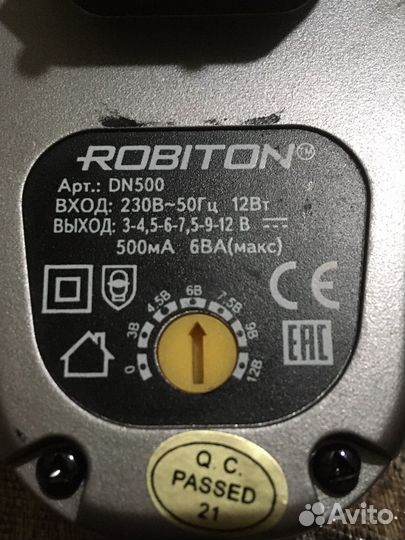 ROBITON TM
Арт.: DN500
ВХОД: 230В~50Гц 12Вт
ВЫХОД: 3-4,5-6-7,5-9-12 В
500мА 6ВА(макс)
0 3В 4,5В 6В 7,5В 9В 12В
CE
EAC
Q.C.
PASSED
21
Avito